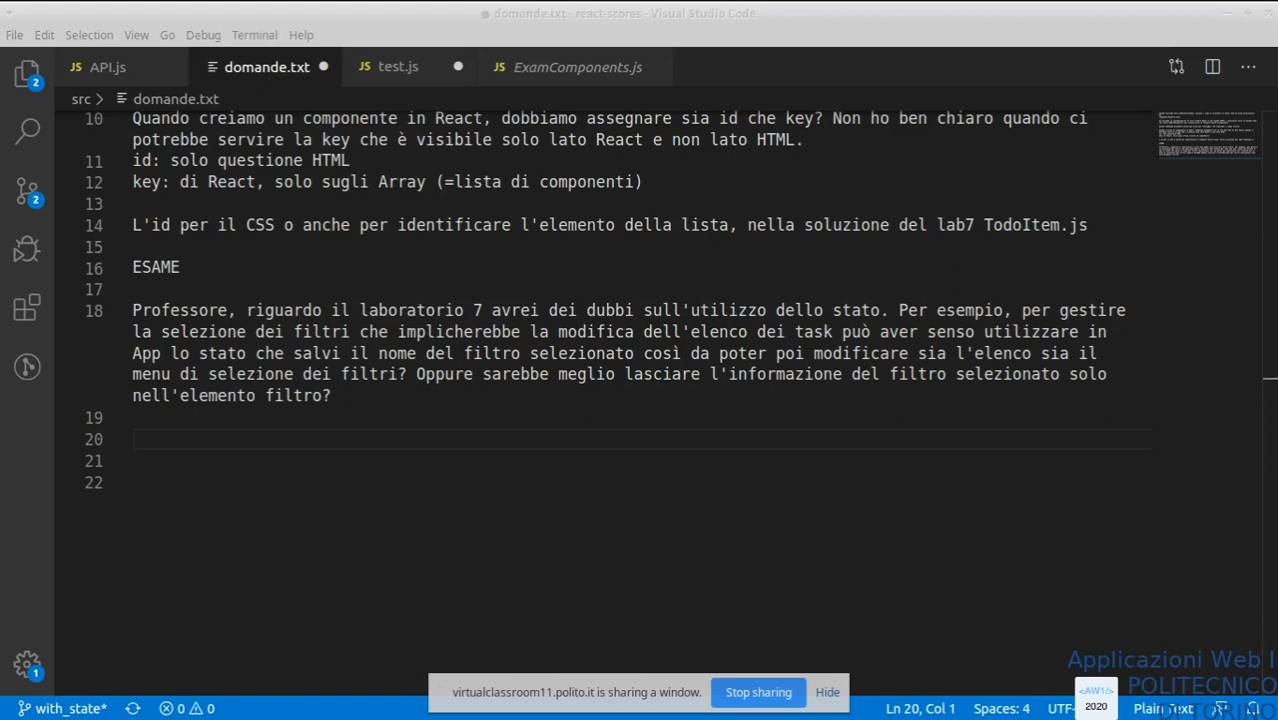 domande.txt - react-scores - Visual Studio Code
File Edit Selection View Go Debug Terminal Help
JS API.js domande.txt JS test.js JS ExamComponents.js
src domande.txt
10 Quando creiamo un componente in React, dobbiamo assegnare sia id che key? Non ho ben chiaro quando ci
potrebbe servire la key che è visibile solo lato React e non lato HTML.
11 id: solo questione HTML
12 key: di React, solo sugli Array (=lista di componenti)
13
14 L'id per il CSS o anche per identificare l'elemento della lista, nella soluzione del lab7 TodoItem.js
15
16 ESAME
17
18 Professore, riguardo il laboratorio 7 avrei dei dubbi sull'utilizzo dello stato. Per esempio, per gestire
la selezione dei filtri che implicherebbe la modifica dell'elenco dei task può aver senso utilizzare in
App lo stato che salvi il nome del filtro selezionato così da poter poi modificare sia l'elenco sia il
menu di selezione dei filtri? Oppure sarebbe meglio lasciare l'informazione del filtro selezionato solo
nell'elemento filtro?
19
20
21
22
2
2
1
Applicazioni Web I
POLITECNICO
DI TORINO
<AW1/>
2020
virtualclassroom11.polito.it is sharing a window. Stop sharing Hide
with_state* 0 0 Ln 20, Col 1 Spaces: 4 UTF- Plain Text